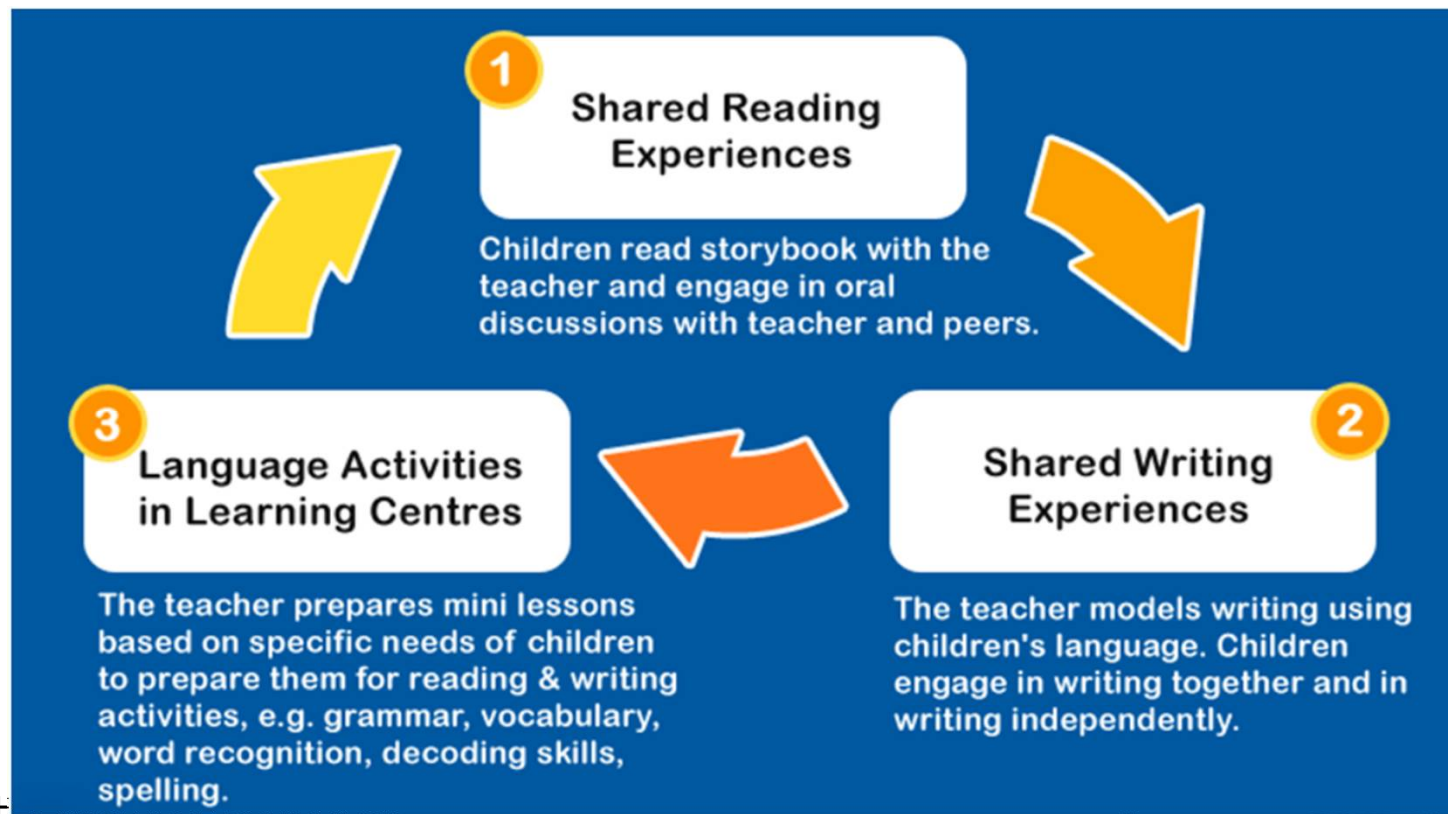 1
Shared Reading
Experiences
Children read storybook with the
teacher and engage in oral
discussions with teacher and peers.
2
Shared Writing
Experiences
The teacher models writing using
children's language. Children
engage in writing together and in
writing independently.
3
Language Activities
in Learning Centres
The teacher prepares mini lessons
based on specific needs of children
to prepare them for reading & writing
activities, e.g. grammar, vocabulary,
word recognition, decoding skills,
spelling.